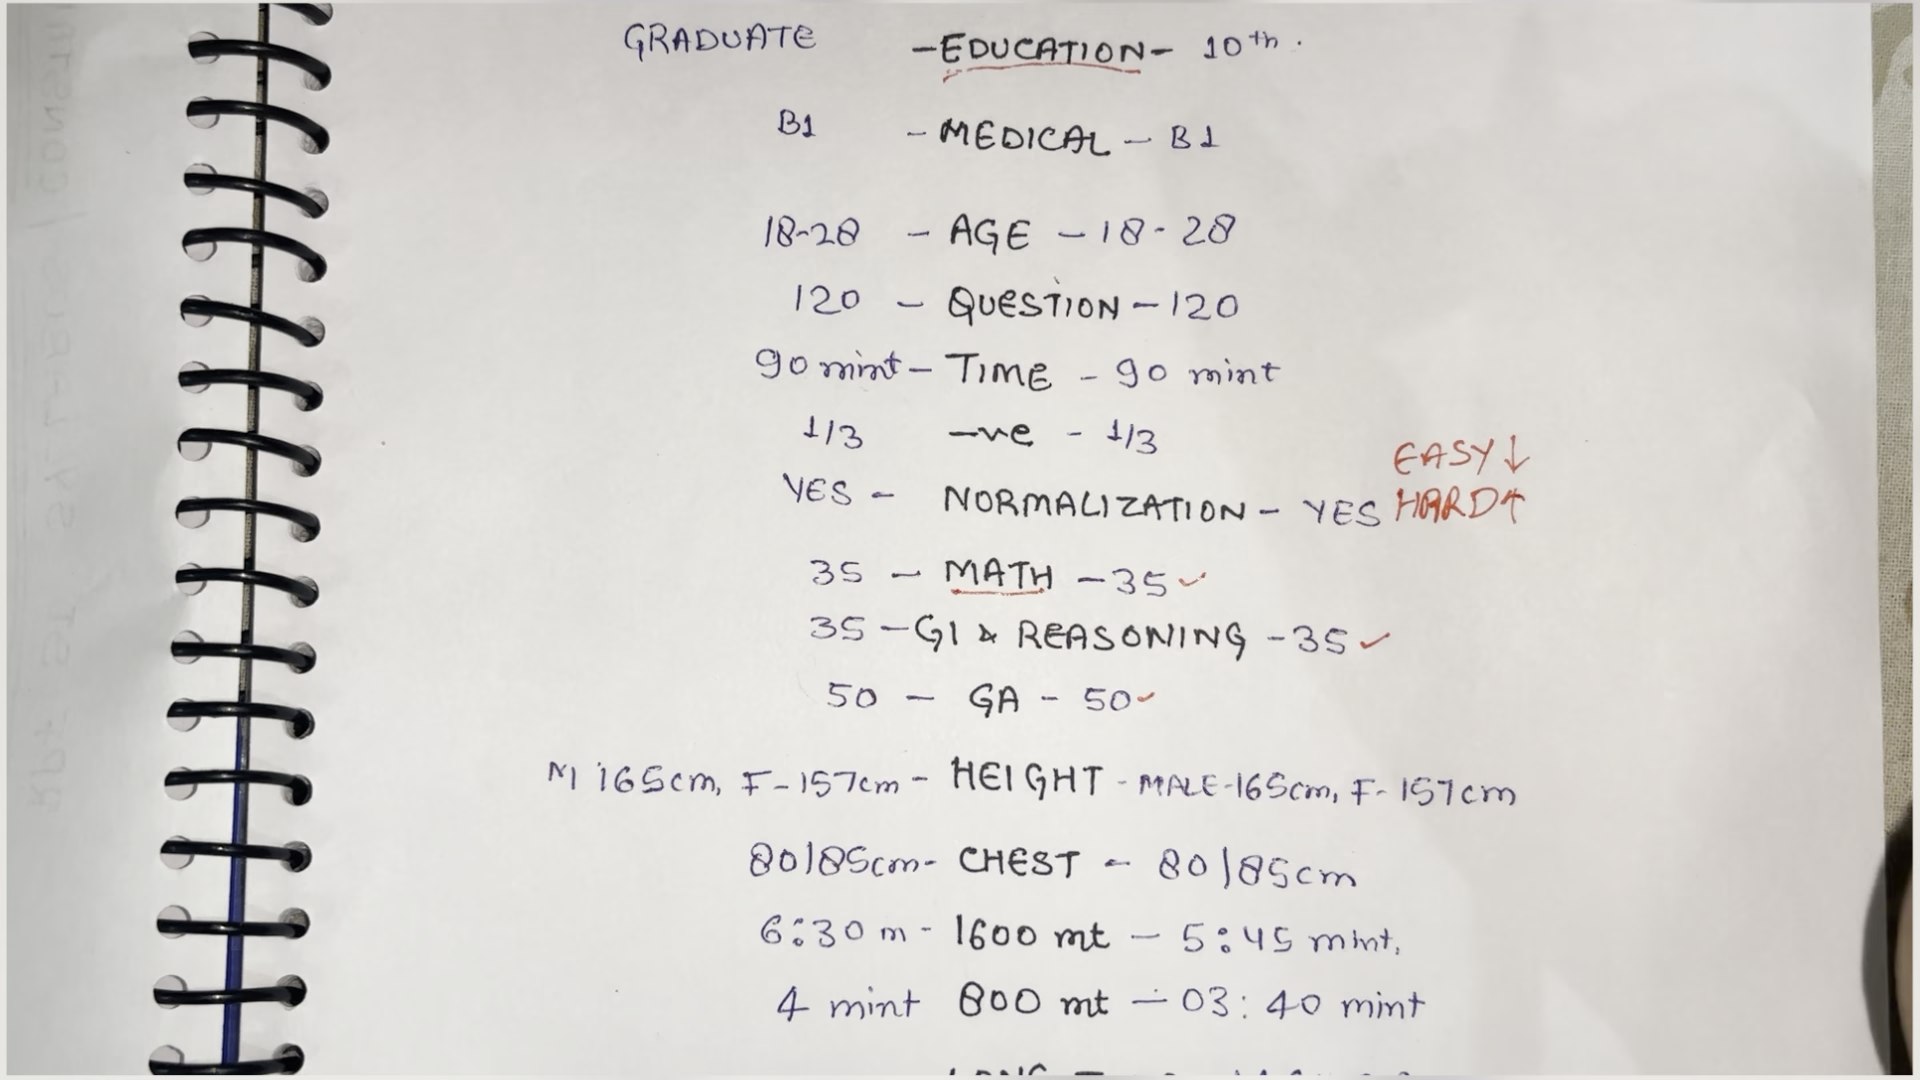 GRADUATE -EDUCATION- 10th.
B1 - MEDICAL - B1
18-28 - AGE - 18-28
120 - QUESTION - 120
90 mint - TIME - 90 mint
1/3 -ve - 1/3
EASY↓
YES - NORMALIZATION - YES HARD↑
35 - MATH - 35 ✓
35 - GI & REASONING - 35 ✓
50 - GA - 50 ✓
M 165cm, F-157cm - HEIGHT - MALE-165cm, F-157cm
80/85cm - CHEST - 80/85cm
6:30 m - 1600 mt - 5:45 mint,
4 mint 800 mt - 03:40 mint